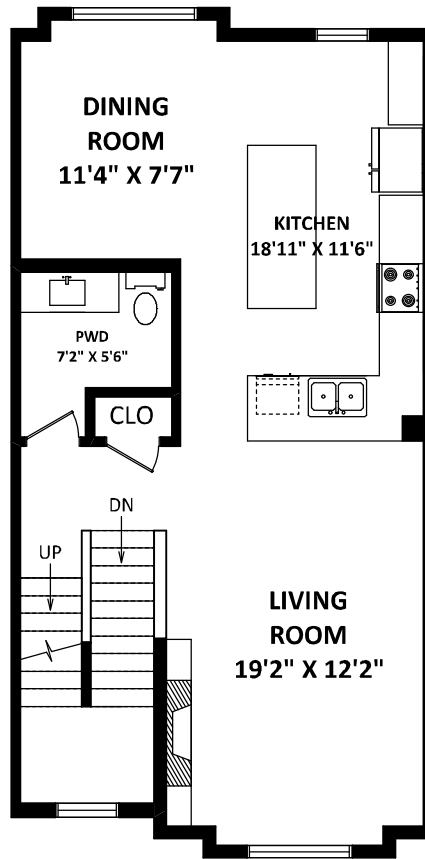 DINING
ROOM
11'4" X 7'7"
KITCHEN
18'11" X 11'6"
PWD
7'2" X 5'6"
CLO
DN
UP
LIVING
ROOM
19'2" X 12'2"